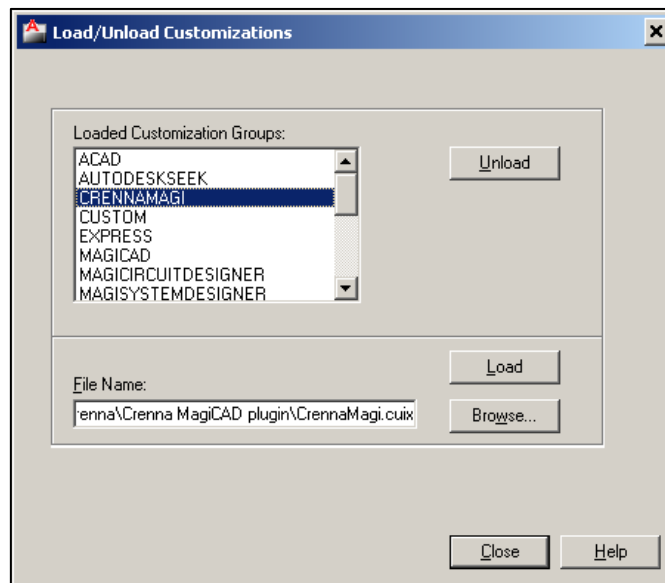 Load/Unload Customizations
Loaded Customization Groups:
ACAD
AUTODESKSEEK
CRENNAMAGI
CUSTOM
EXPRESS
MAGICAD
MAGICIRCUITDESIGNER
MAGISYSTEMDESIGNER
Unload
Load
File Name:
renna\Crenna MagiCAD plugin\CrennaMagi.cuix
Browse...
Close
Help